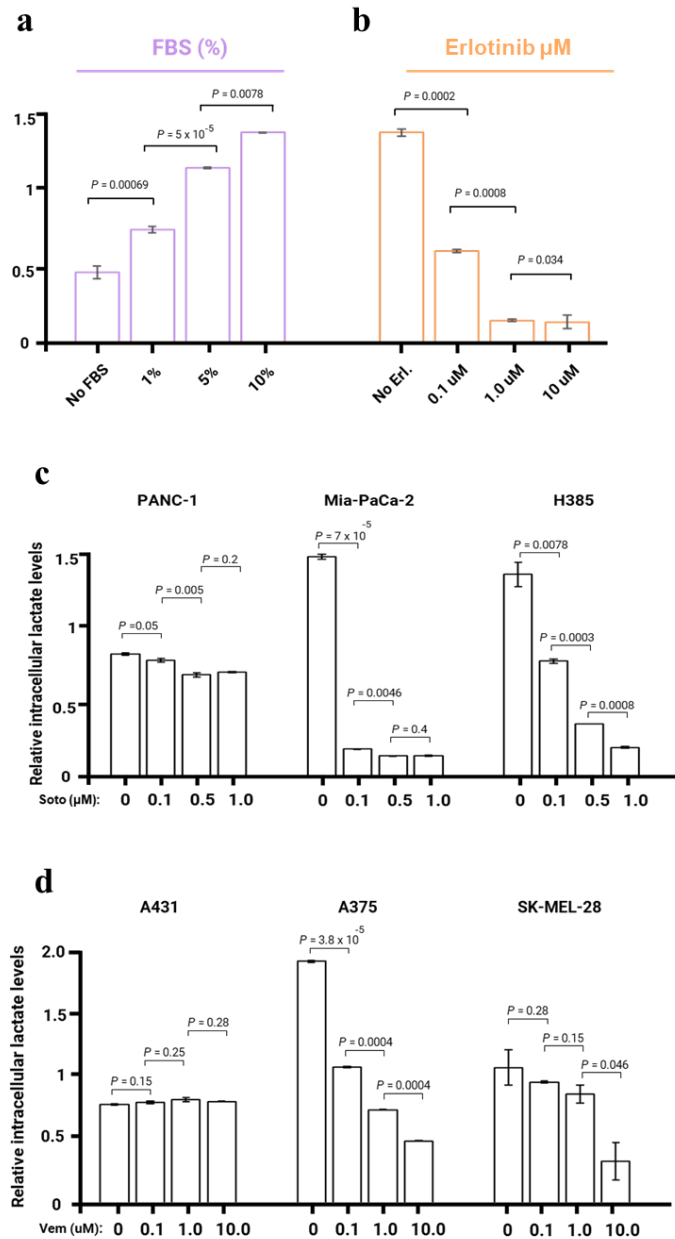 a
b
FBS (%)
Erlotinib µM
P = 0.0078
P = 5 x 10⁻⁵
P = 0.00069
1.5
1
0.5
0
No FBS
1%
5%
10%
P = 0.0002
P = 0.0008
P = 0.034
No Erl.
0.1 uM
1.0 uM
10 uM
c
PANC-1
Mia-PaCa-2
H385
Relative intracellular lactate levels
1.5
1
0.5
0
P =0.05
P = 0.005
P = 0.2
P = 7 x 10⁻⁵
P = 0.0046
P = 0.4
P = 0.0078
P = 0.0003
P = 0.0008
Soto (µM): 0 0.1 0.5 1.0 0 0.1 0.5 1.0 0 0.1 0.5 1.0
d
A431
A375
SK-MEL-28
Relative intracellular lactate levels
2.0
1.5
1
0.5
0
P = 0.15
P = 0.25
P = 0.28
P = 3.8 x 10⁻⁵
P = 0.0004
P = 0.0004
P = 0.28
P = 0.15
P = 0.046
Vem (uM): 0 0.1 1.0 10.0 0 0.1 1.0 10.0 0 0.1 1.0 10.0